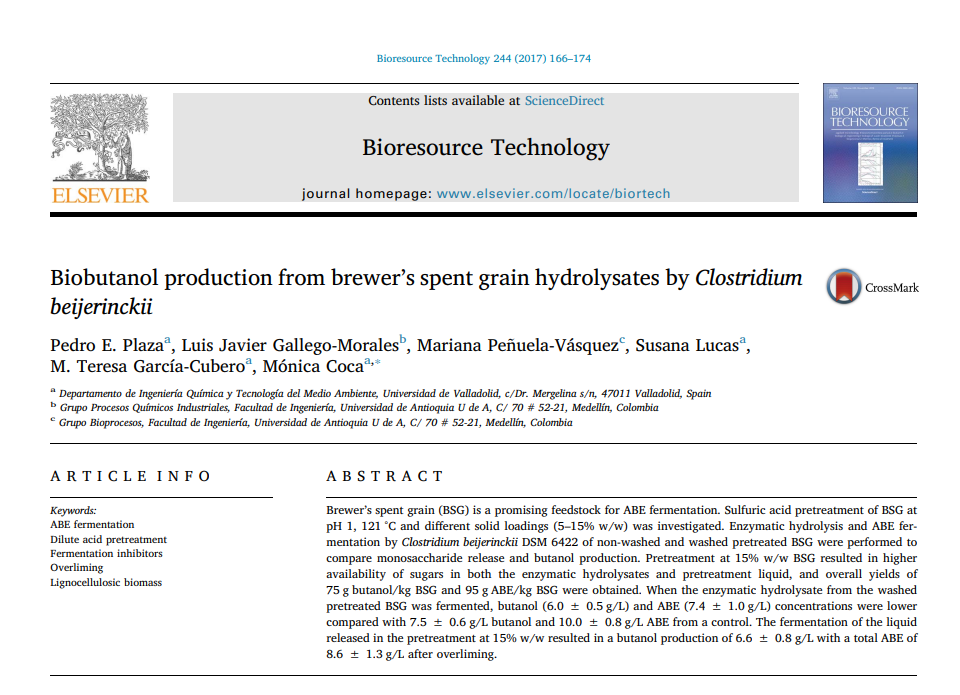 Bioresource Technology 244 (2017) 166–174
Contents lists available at ScienceDirect
Bioresource Technology
journal homepage: www.elsevier.com/locate/biortech
ELSEVIER
BIORESOURCE
TECHNOLOGY
Biobutanol production from brewer's spent grain hydrolysates by Clostridium
beijerinckii
CrossMark
Pedro E. Plazaa, Luis Javier Gallego-Moralesb, Mariana Peñuela-Vásquezc, Susana Lucasa,
M. Teresa García-Cuberoa, Mónica Cocaa,*
a Departamento de Ingeniería Química y Tecnología del Medio Ambiente, Universidad de Valladolid, c/Dr. Mergelina s/n, 47011 Valladolid, Spain
b Grupo Procesos Químicos Industriales, Facultad de Ingeniería, Universidad de Antioquia U de A, C/ 70 # 52-21, Medellín, Colombia
c Grupo Bioprocesos, Facultad de Ingeniería, Universidad de Antioquia U de A, C/ 70 # 52-21, Medellín, Colombia
ARTICLE INFO
Keywords:
ABE fermentation
Dilute acid pretreatment
Fermentation inhibitors
Overliming
Lignocellulosic biomass
ABSTRACT
Brewer's spent grain (BSG) is a promising feedstock for ABE fermentation. Sulfuric acid pretreatment of BSG at
pH 1, 121 °C and different solid loadings (5–15% w/w) was investigated. Enzymatic hydrolysis and ABE fer-
mentation by Clostridium beijerinckii DSM 6422 of non-washed and washed pretreated BSG were performed to
compare monosaccharide release and butanol production. Pretreatment at 15% w/w BSG resulted in higher
availability of sugars in both the enzymatic hydrolysates and pretreatment liquid, and overall yields of
75 g butanol/kg BSG and 95 g ABE/kg BSG were obtained. When the enzymatic hydrolysate from the washed
pretreated BSG was fermented, butanol (6.0 ± 0.5 g/L) and ABE (7.4 ± 1.0 g/L) concentrations were lower
compared with 7.5 ± 0.6 g/L butanol and 10.0 ± 0.8 g/L ABE from a control. The fermentation of the liquid
released in the pretreatment at 15% w/w resulted in a butanol production of 6.6 ± 0.8 g/L with a total ABE of
8.6 ± 1.3 g/L after overliming.